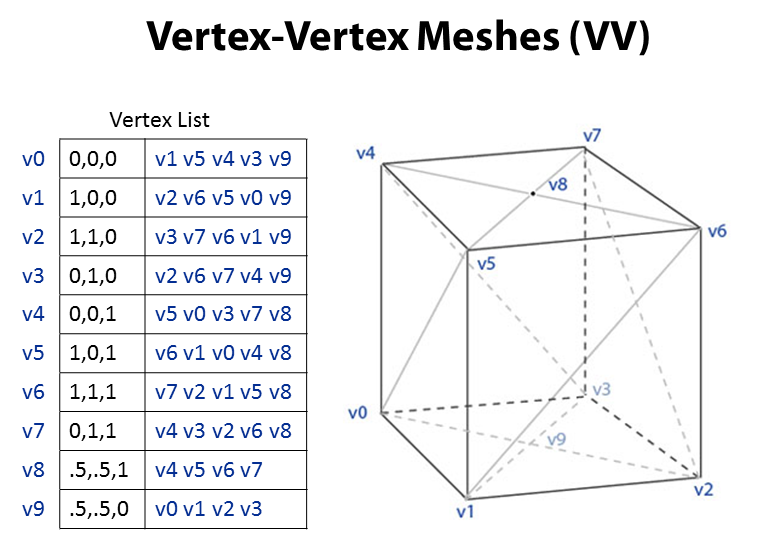 Vertex-Vertex Meshes (VV)
Vertex List
v0 0,0,0 v1 v5 v4 v3 v9
v1 1,0,0 v2 v6 v5 v0 v9
v2 1,1,0 v3 v7 v6 v1 v9
v3 0,1,0 v2 v6 v7 v4 v9
v4 0,0,1 v5 v0 v3 v7 v8
v5 1,0,1 v6 v1 v0 v4 v8
v6 1,1,1 v7 v2 v1 v5 v8
v7 0,1,1 v4 v3 v2 v6 v8
v8 .5,.5,1 v4 v5 v6 v7
v9 .5,.5,0 v0 v1 v2 v3
v7
v4
v8
v6
v5
v3
v0
v9
v2
v1